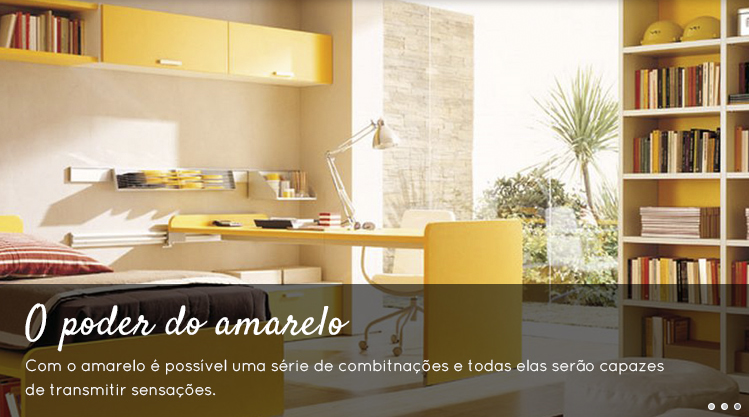 O poder do amarelo
Com o amarelo é possível uma série de combitnações e todas elas serão capazes
de transmitir sensações.